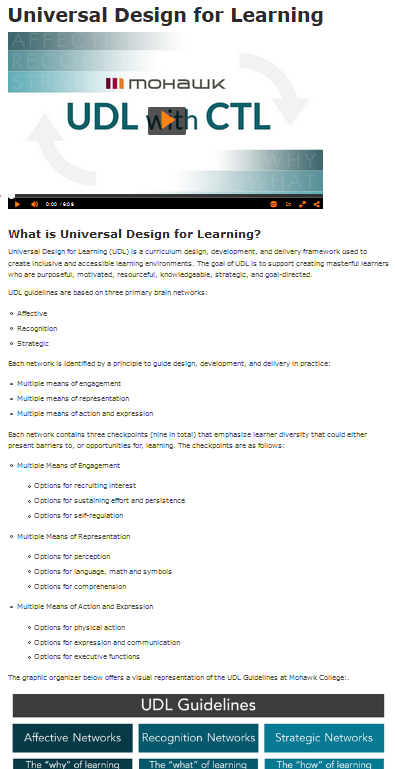 Universal Design for Learning
AFFECTIVE
RECOGNITION
STRAT
mohawk
UDL with CTL
WHY
WHAT
0:00 / 9:09
1x
What is Universal Design for Learning?
Universal Design for Learning (UDL) is a curriculum design, development, and delivery framework used to
create inclusive and accessible learning environments. The goal of UDL is to support creating masterful learners
who are purposeful, motivated, resourceful, knowledgeable, strategic, and goal-directed.
UDL guidelines are based on three primary brain networks:
Affective
Recognition
Strategic
Each network is identified by a principle to guide design, development, and delivery in practice:
Multiple means of engagement
Multiple means of representation
Multiple means of action and expression
Each network contains three checkpoints (nine in total) that emphasize learner diversity that could either
present barriers to, or opportunities for, learning. The checkpoints are as follows:
Multiple Means of Engagement
Options for recruiting interest
Options for sustaining effort and persistence
Options for self-regulation
Multiple Means of Representation
Options for perception
Options for language, math and symbols
Options for comprehension
Multiple Means of Action and Expression
Options for physical action
Options for expression and communication
Options for executive functions
The graphic organizer below offers a visual representation of the UDL Guidelines at Mohawk College:.
UDL Guidelines
Affective Networks Recognition Networks Strategic Networks
The "why" of learning The "what" of learning The "how" of learning